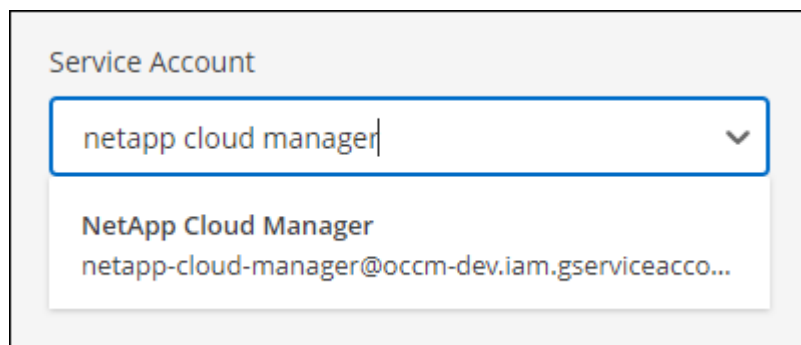 Service Account
netapp cloud manager
NetApp Cloud Manager
netapp-cloud-manager@occm-dev.iam.gserviceacco...